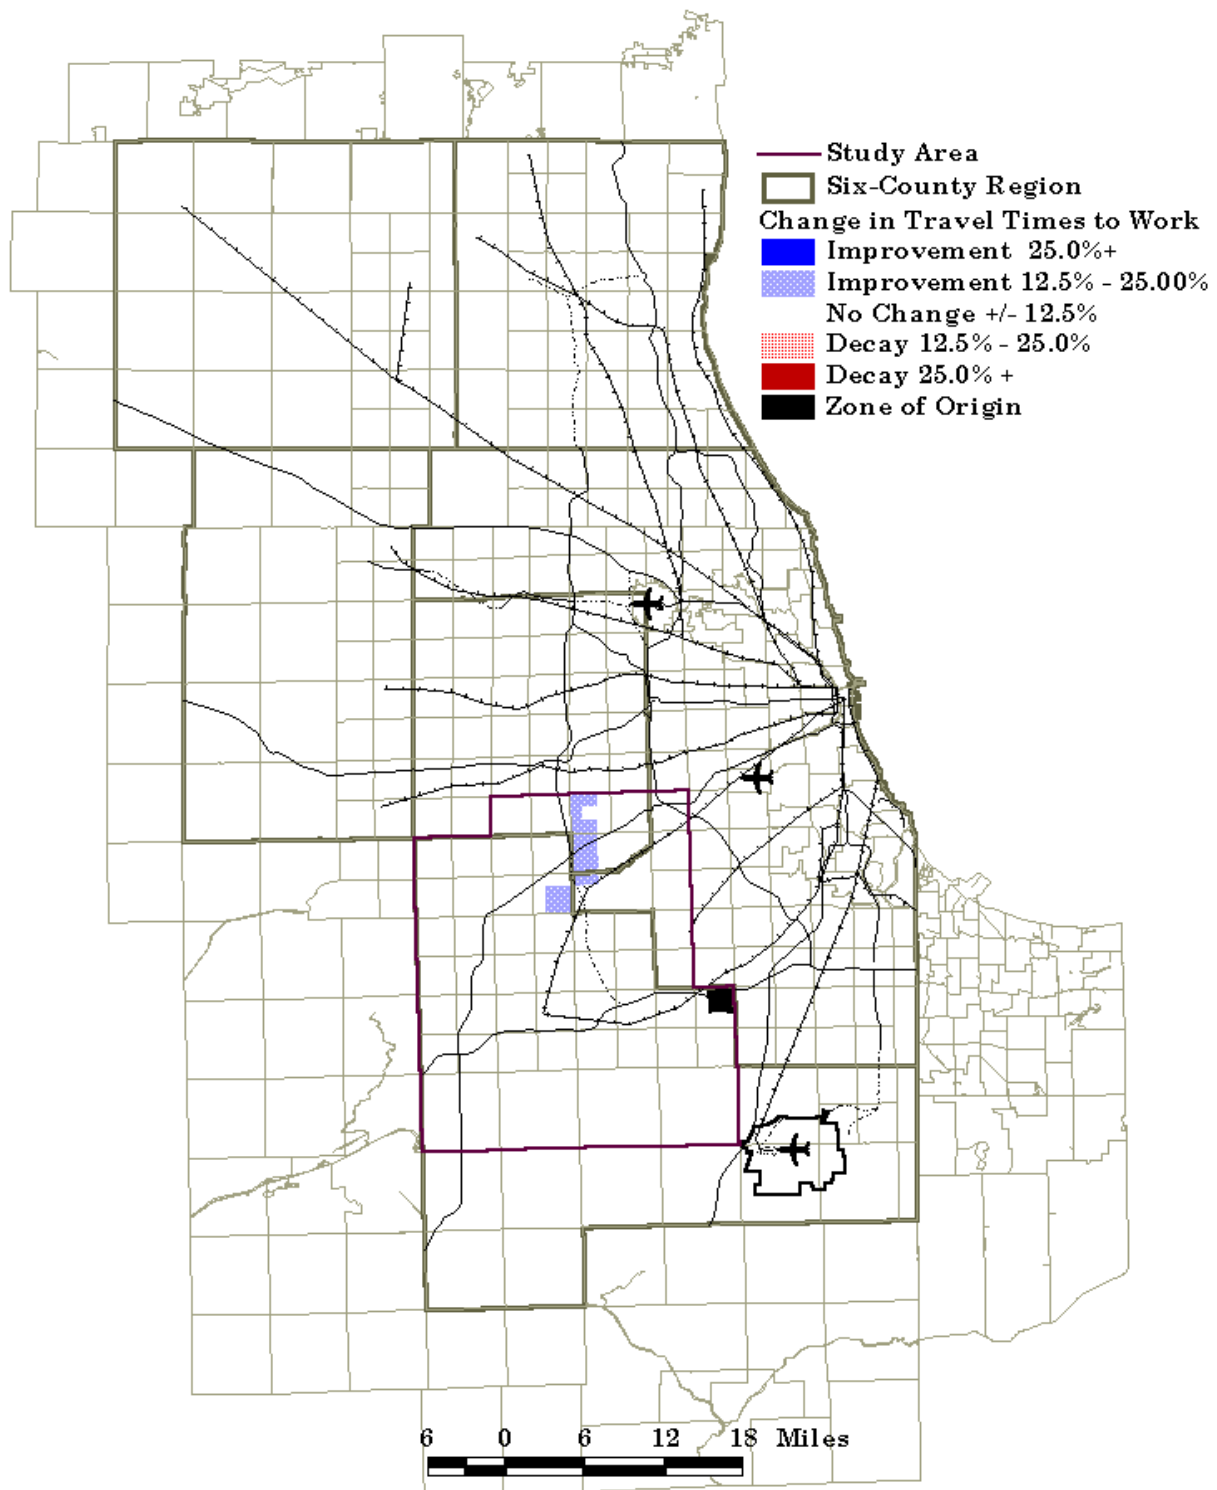 Study Area
Six-County Region
Change in Travel Times to Work
Improvement 25.0%+
Improvement 12.5% - 25.00%
No Change +/- 12.5%
Decay 12.5% - 25.0%
Decay 25.0% +
Zone of Origin
6 0 6 12 18 Miles